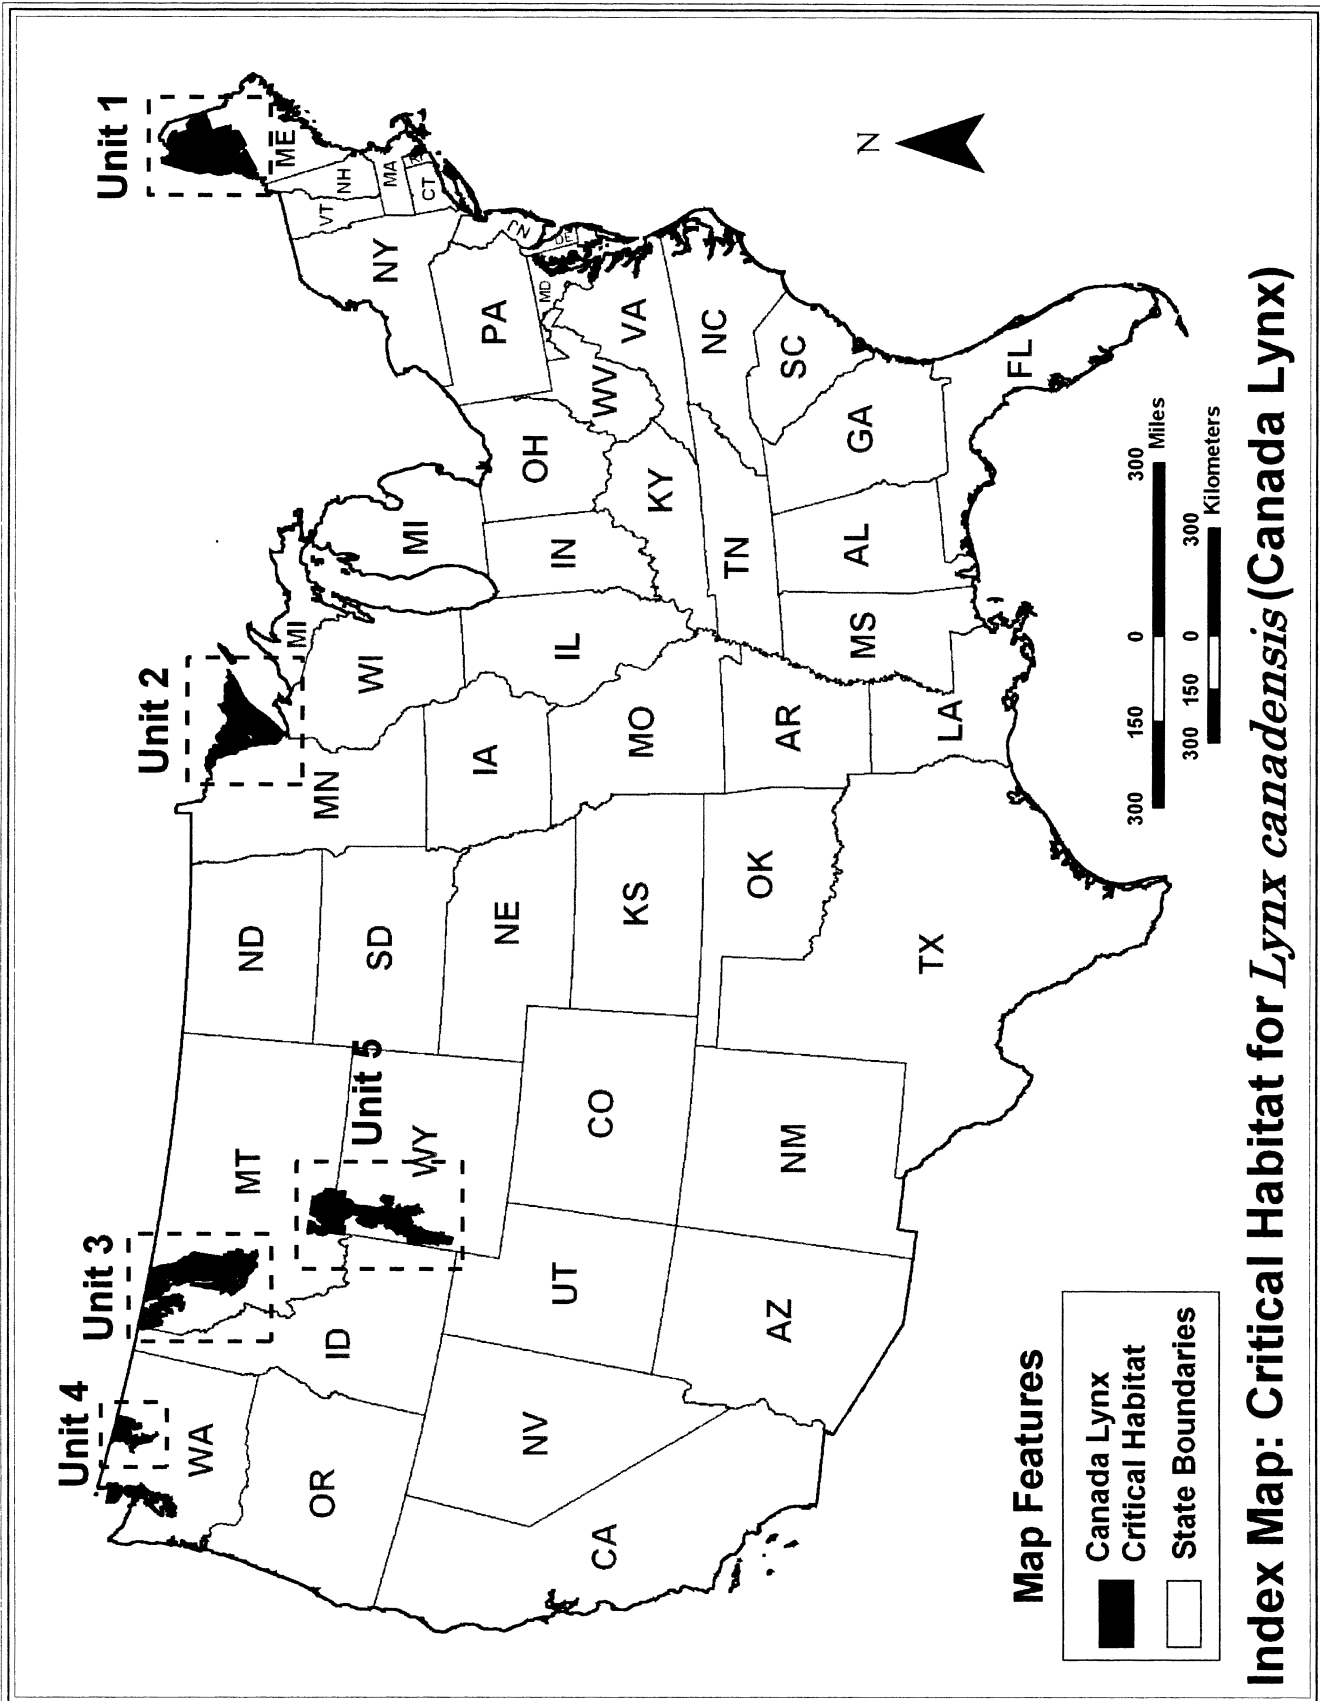 Unit 4
Unit 3
Unit 5
Unit 2
Unit 1
WA
MT
ND
MN
MI
ME
VT
NH
OR
ID
WY
SD
WI
MI
NY
MA
CT
RI
NV
UT
CO
NE
IA
IL
IN
OH
PA
NJ
MD
DE
CA
AZ
NM
KS
MO
KY
WV
VA
OK
AR
TN
NC
TX
LA
MS
AL
GA
SC
FL
N
Map Features
Canada Lynx
Critical Habitat
State Boundaries
300 150 0 300 Miles
300 150 0 300 Kilometers
Index Map: Critical Habitat for Lynx canadensis (Canada Lynx)